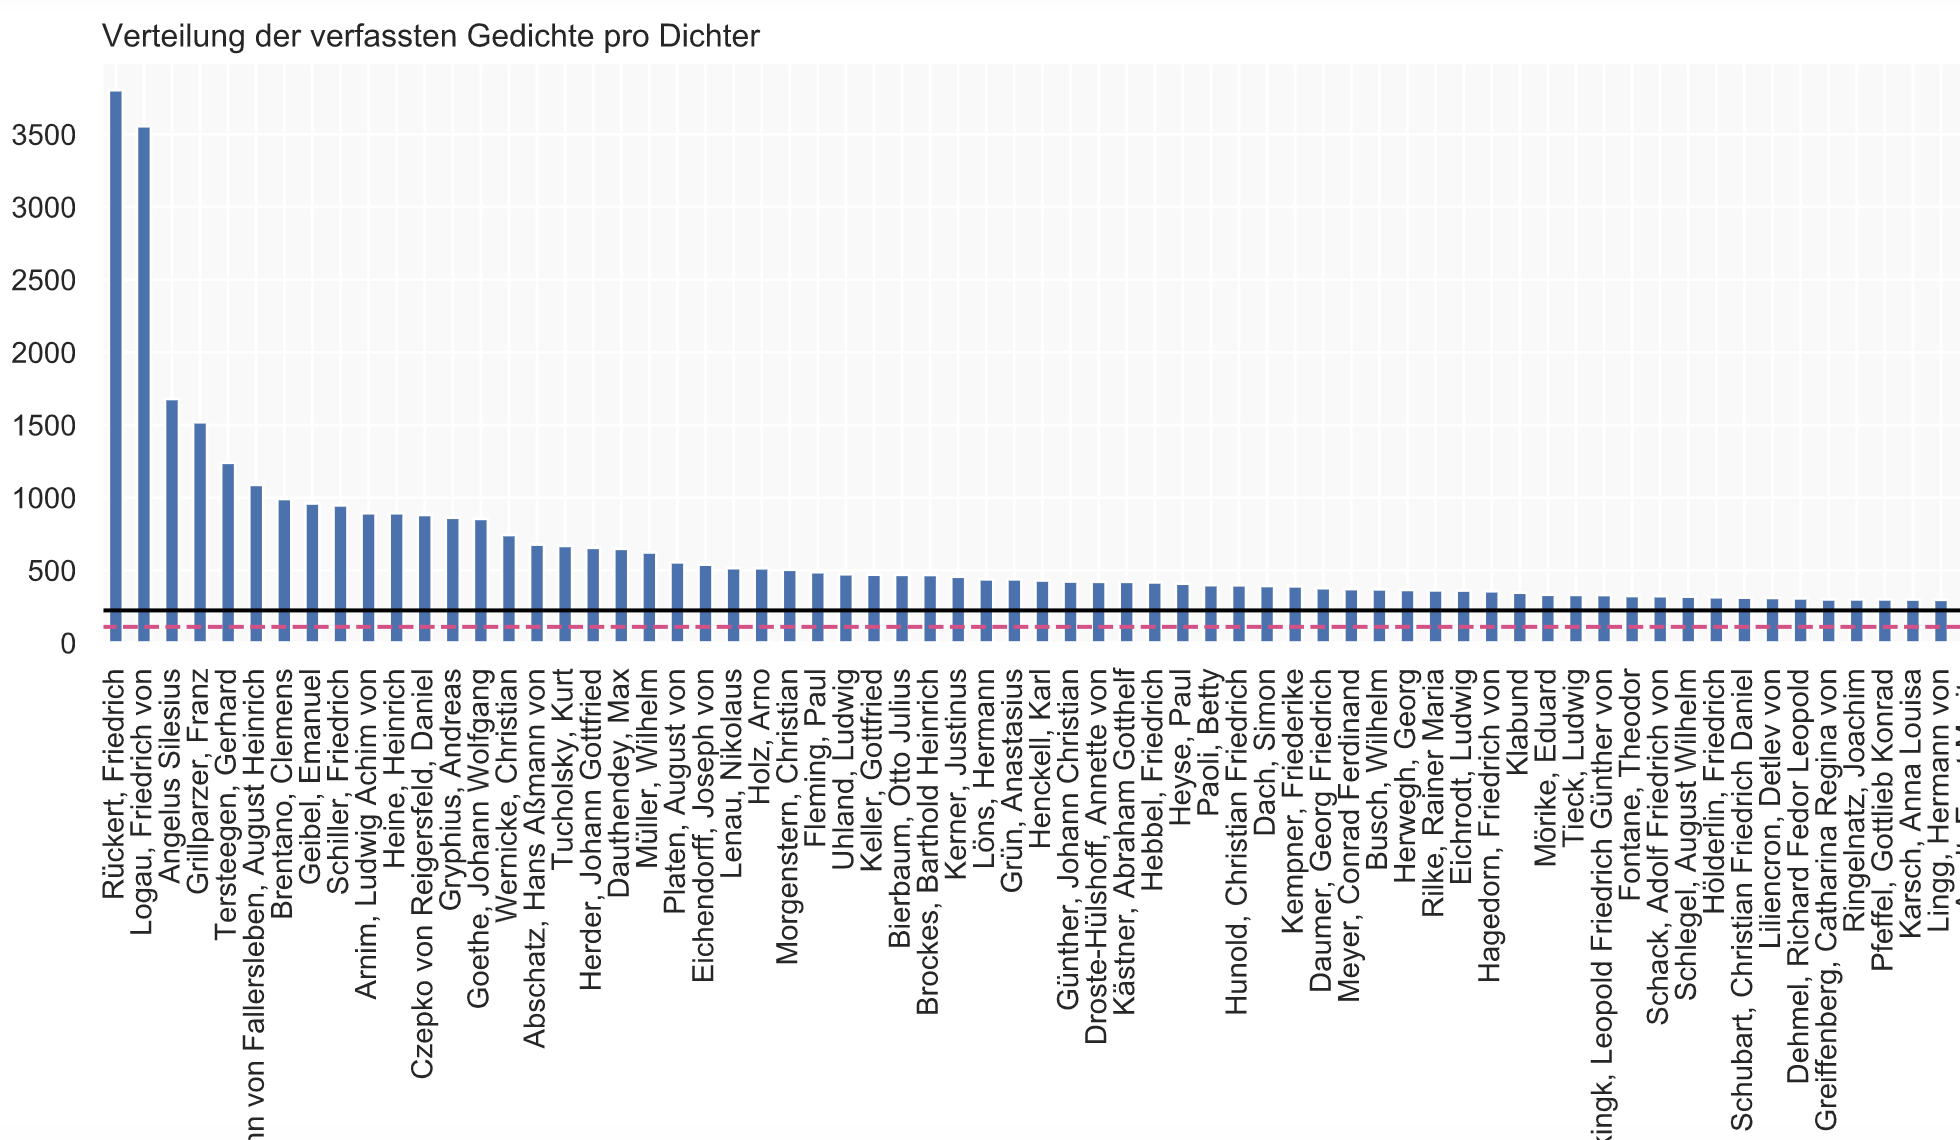 Verteilung der verfassten Gedichte pro Dichter
3500
3000
2500
2000
1500
1000
500
0
Rückert, Friedrich
Logau, Friedrich von
Angelus Silesius
Grillparzer, Franz
Tersteegen, Gerhard
nn von Fallersleben, August Heinrich
Brentano, Clemens
Geibel, Emanuel
Schiller, Friedrich
Arnim, Ludwig Achim von
Heine, Heinrich
Czepko von Reigersfeld, Daniel
Gryphius, Andreas
Goethe, Johann Wolfgang
Wernicke, Christian
Abschatz, Hans Aßmann von
Tucholsky, Kurt
Herder, Johann Gottfried
Dauthendey, Max
Müller, Wilhelm
Platen, August von
Eichendorff, Joseph von
Lenau, Nikolaus
Holz, Arno
Morgenstern, Christian
Fleming, Paul
Uhland, Ludwig
Keller, Gottfried
Bierbaum, Otto Julius
Brockes, Barthold Heinrich
Kerner, Justinus
Löns, Hermann
Grün, Anastasius
Henckell, Karl
Günther, Johann Christian
Droste-Hülshoff, Annette von
Kästner, Abraham Gotthelf
Hebbel, Friedrich
Heyse, Paul
Paoli, Betty
Hunold, Christian Friedrich
Dach, Simon
Kempner, Friederike
Daumer, Georg Friedrich
Meyer, Conrad Ferdinand
Busch, Wilhelm
Herwegh, Georg
Rilke, Rainer Maria
Eichrodt, Ludwig
Hagedorn, Friedrich von
Klabund
Mörike, Eduard
Tieck, Ludwig
kingk, Leopold Friedrich Günther von
Fontane, Theodor
Schack, Adolf Friedrich von
Schlegel, August Wilhelm
Hölderlin, Friedrich
Schubart, Christian Friedrich Daniel
Liliencron, Detlev von
Dehmel, Richard Fedor Leopold
Greiffenberg, Catharina Regina von
Ringelnatz, Joachim
Pfeffel, Gottlieb Konrad
Karsch, Anna Louisa
Lingg, Hermann von